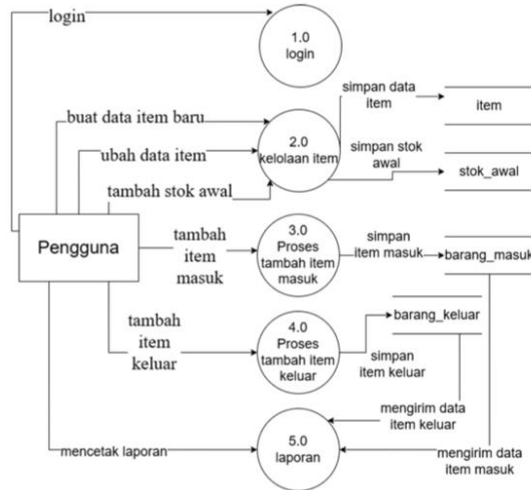 login
1.0
login
buat data item baru
ubah data item
tambah stok awal
2.0
kelolaan item
simpan data
item
item
simpan stok
awal
stok_awal
Pengguna
tambah
item
masuk
3.0
Proses
tambah item
masuk
simpan
item masuk
barang_masuk
tambah
item
keluar
4.0
Proses
tambah item
keluar
barang_keluar
simpan
item keluar
mengirim data
item keluar
mencetak laporan
5.0
laporan
mengirim data
item masuk